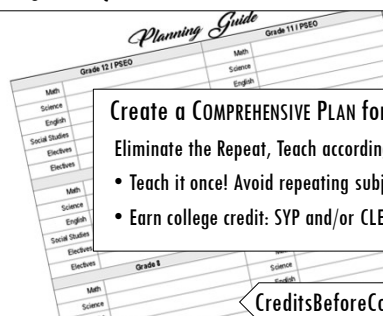 Planning Guide
Grade 12 / PSEO
Grade 11 / PSEO
Math
Math
Science
Science
English
English
Social Studies
Electives
Electives
Create a COMPREHENSIVE PLAN for
Eliminate the Repeat, Teach accordin
• Teach it once! Avoid repeating subj
• Earn college credit: SYP and/or CLE
Math
Science
English
Social Studies
Electives
Electives
Grade 8
Math
Science
Science
English
CreditsBeforeCo